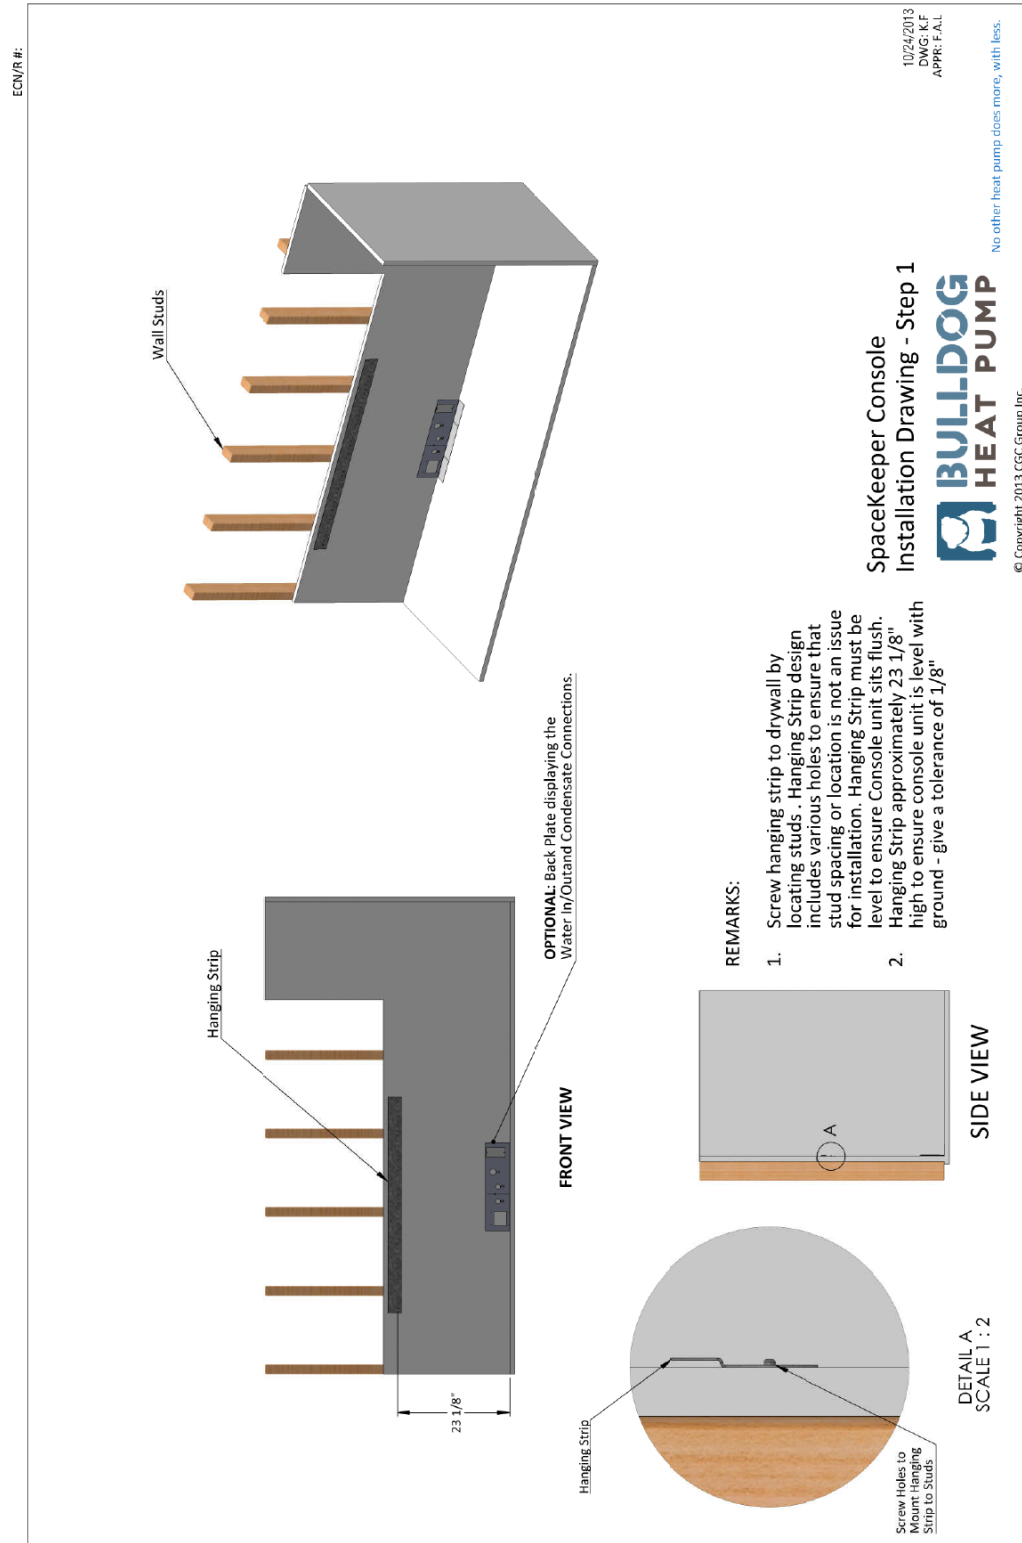 ECN/R #:
Wall Studs
Hanging Strip
OPTIONAL: Back Plate displaying the
Water In/Outand Condensate Connections.
23 1/8"
FRONT VIEW
Hanging Strip
Screw Holes to
Mount Hanging
Strip to Studs
DETAIL A
SCALE 1 : 2
A
SIDE VIEW
REMARKS:
1. Screw hanging strip to drywall by
locating studs . Hanging Strip design
includes various holes to ensure that
stud spacing or location is not an issue
for installation. Hanging Strip must be
level to ensure Console unit sits flush.
2. Hanging Strip approximately 23 1/8"
high to ensure console unit is level with
ground - give a tolerance of 1/8"
SpaceKeeper Console
Installation Drawing - Step 1
BULLDOG
HEAT PUMP
© Copyright 2013 CGC Group Inc.
10/24/2013
DWG: K.F
APPR: F.A.L
No other heat pump does more, with less.